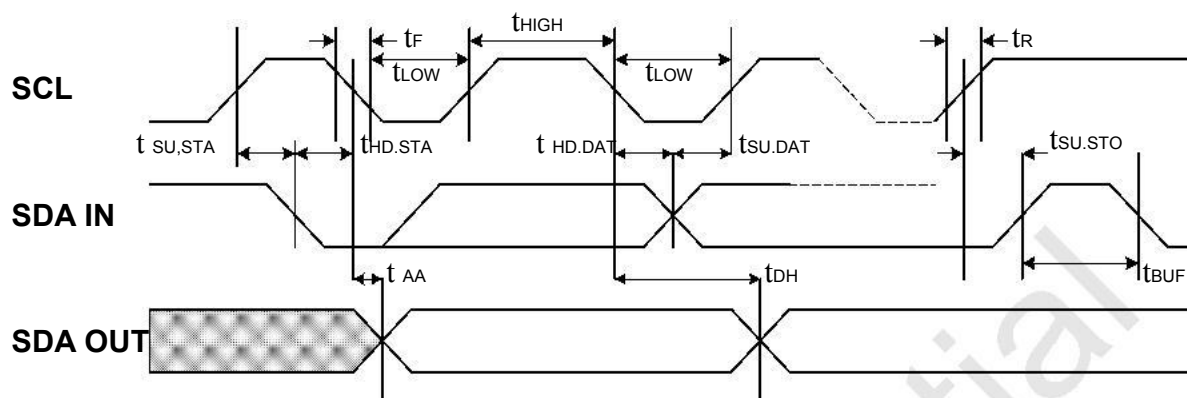 tHIGH
tF
tR
tLOW
tLOW
SCL
t SU,STA
tHD.STA
t HD.DAT
tSU.DAT
tSU.STO
SDA IN
t AA
tDH
tBUF
SDA OUT